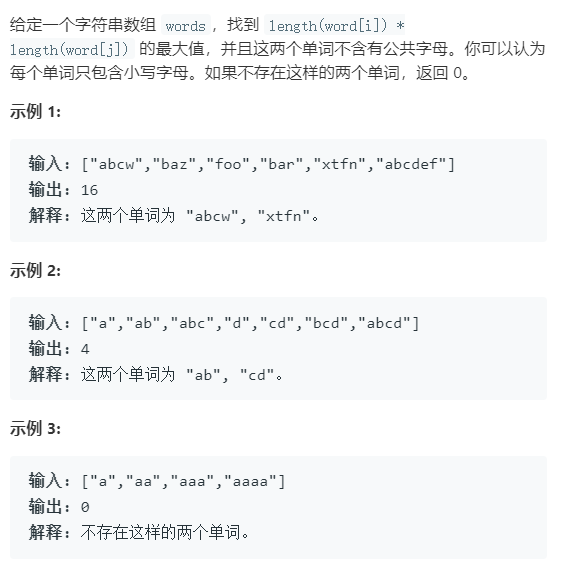 给定一个字符串数组 words，找到 length(word[i]) *
length(word[j]) 的最大值，并且这两个单词不含有公共字母。你可以认为
每个单词只包含小写字母。如果不存在这样的两个单词，返回 0。
示例 1:
输入: ["abcw","baz","foo","bar","xtfn","abcdef"]
输出: 16
解释: 这两个单词为 "abcw", "xtfn"。
示例 2:
输入: ["a","ab","abc","d","cd","bcd","abcd"]
输出: 4
解释: 这两个单词为 "ab", "cd"。
示例 3:
输入: ["a","aa","aaa","aaaa"]
输出: 0
解释: 不存在这样的两个单词。